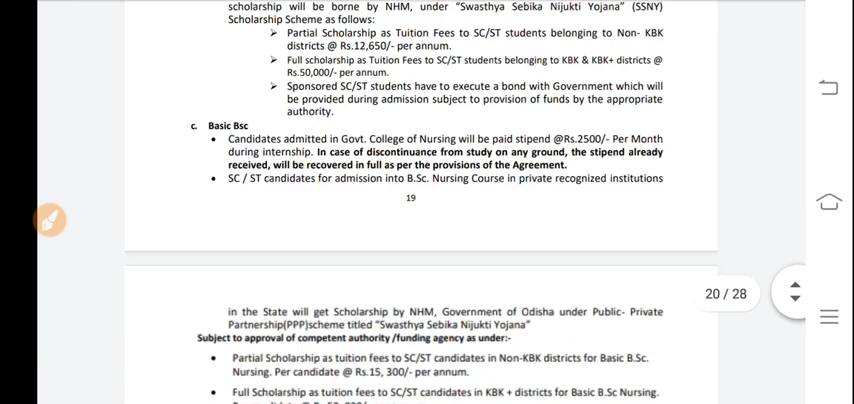 scholarship will be borne by NHM, under "Swasthya Sebika Nijukti Yojana" (SSNY)
Scholarship Scheme as follows:
➢ Partial Scholarship as Tuition Fees to SC/ST students belonging to Non- KBK
districts @ Rs.12,650/- per annum.
➢ Full scholarship as Tuition Fees to SC/ST students belonging to KBK & KBK+ districts @
Rs.50,000/- per annum.
➢ Sponsored SC/ST students have to execute a bond with Government which will
be provided during admission subject to provision of funds by the appropriate
authority.
c. Basic Bsc
• Candidates admitted in Govt. College of Nursing will be paid stipend @Rs.2500/- Per Month
during internship. In case of discontinuance from study on any ground, the stipend already
received, will be recovered in full as per the provisions of the Agreement.
• SC / ST candidates for admission into B.Sc. Nursing Course in private recognized institutions
19
20 / 28
in the State will get Scholarship by NHM, Government of Odisha under Public- Private
Partnership(PPP)scheme titled "Swasthya Sebika Nijukti Yojana"
Subject to approval of competent authority /funding agency as under:-
• Partial Scholarship as tuition fees to SC/ST candidates in Non-KBK districts for Basic B.Sc.
Nursing. Per candidate @ Rs.15, 300/- per annum.
• Full Scholarship as tuition fees to SC/ST candidates in KBK + districts for Basic B.Sc Nursing.